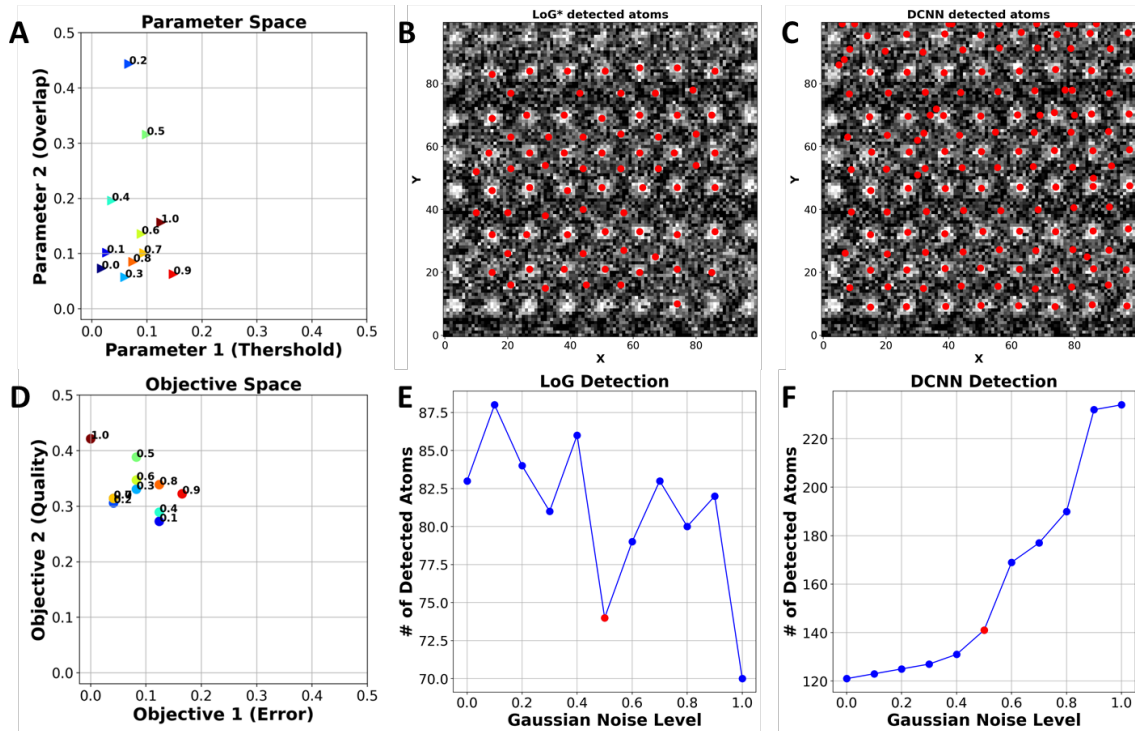 A
Parameter Space
Parameter 2 (Overlap)
0.5
0.4
0.3
0.2
0.1
0.0
0.2
0.5
0.4
1.0
0.6
0.1
0.7
0.0
0.8
0.3
0.9
0.0 0.1 0.2 0.3 0.4 0.5
Parameter 1 (Thershold)
B
LoG* detected atoms
Y
80
60
40
20
0
0 20 40 60 80
X
C
DCNN detected atoms
Y
80
60
40
20
0
0 20 40 60 80
X
D
Objective Space
Objective 2 (Quality)
0.5
0.4
0.3
0.2
0.1
0.0
1.0
0.5
0.6
0.8
0.3
0.9
0.2
0.4
0.1
0.0 0.1 0.2 0.3 0.4 0.5
Objective 1 (Error)
E
LoG Detection
# of Detected Atoms
87.5
85.0
82.5
80.0
77.5
75.0
72.5
70.0
0.0 0.2 0.4 0.6 0.8 1.0
Gaussian Noise Level
F
DCNN Detection
# of Detected Atoms
220
200
180
160
140
120
0.0 0.2 0.4 0.6 0.8 1.0
Gaussian Noise Level